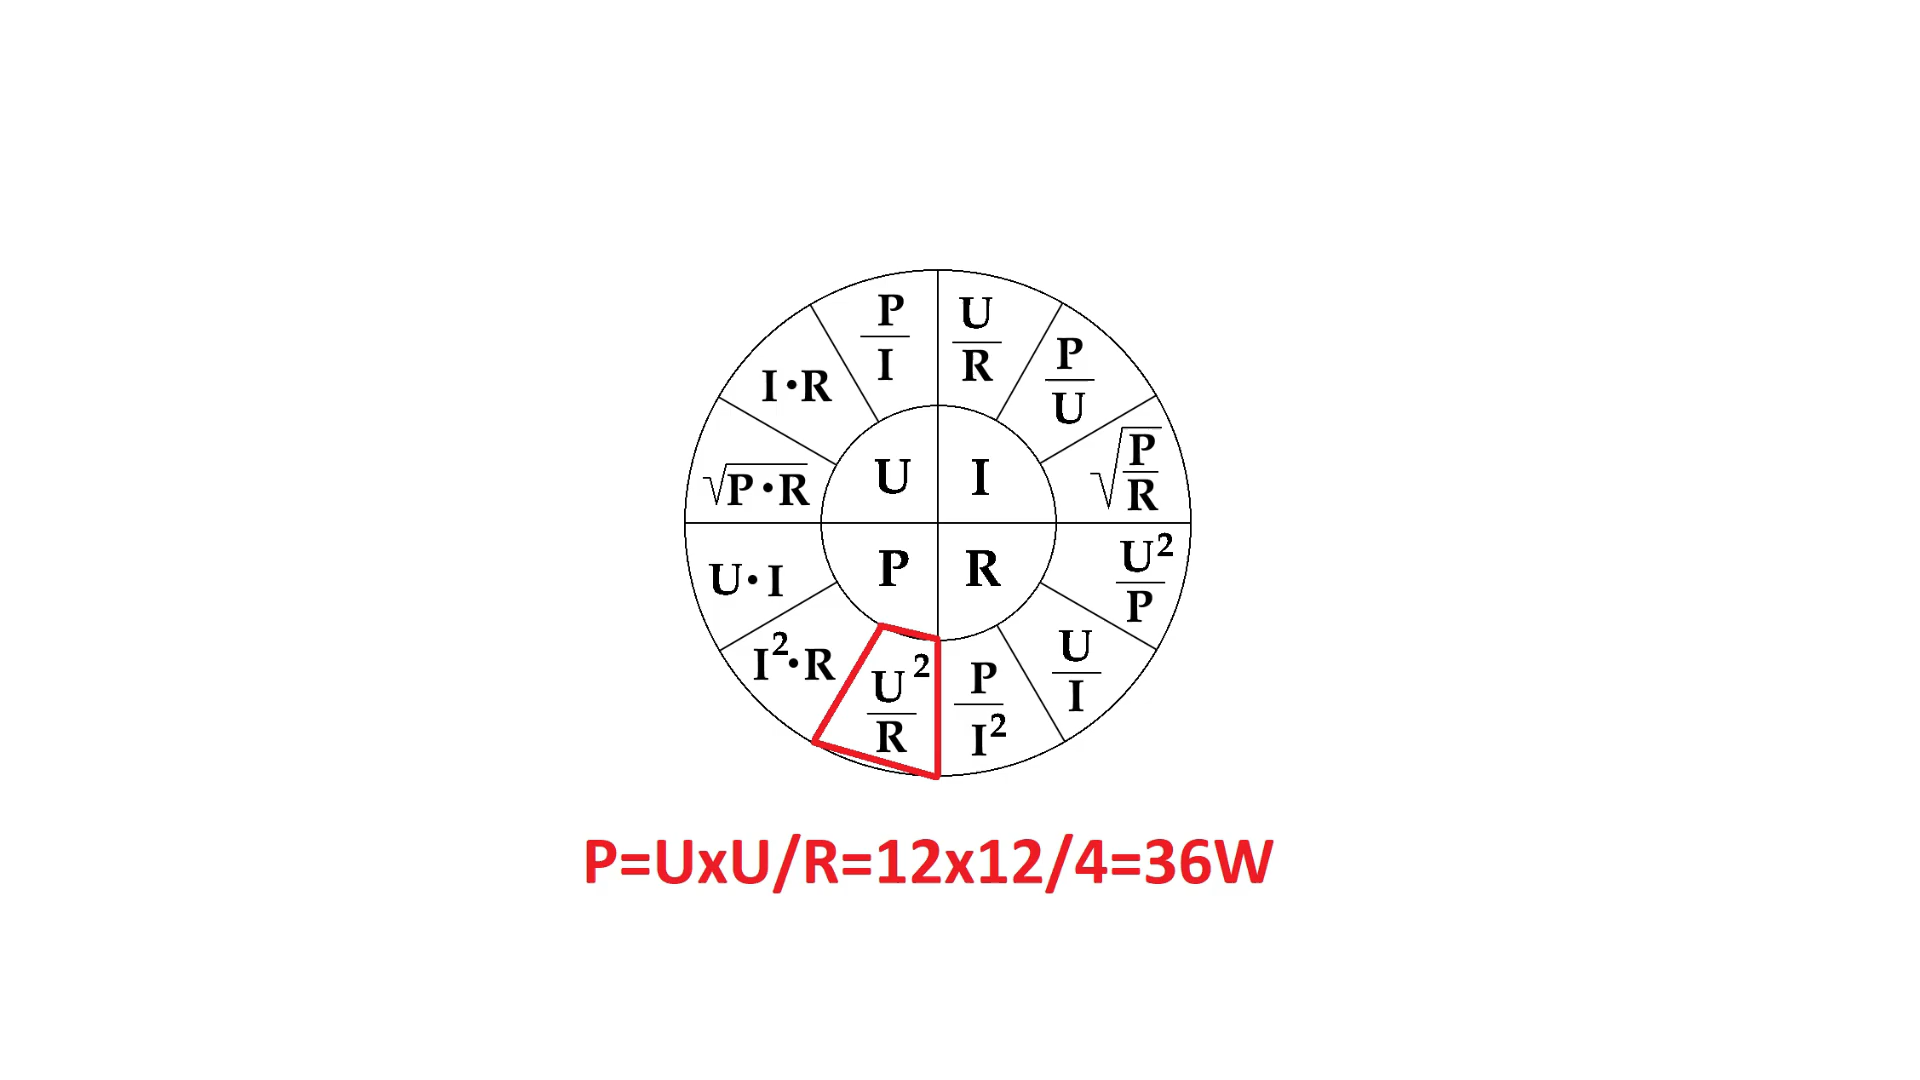 P/I
U/R
I·R
P/U
√P·R
U
I
√P/R
U·I
P
R
U²/P
I²·R
U²/R
P/I²
U/I
P=UxU/R=12x12/4=36W